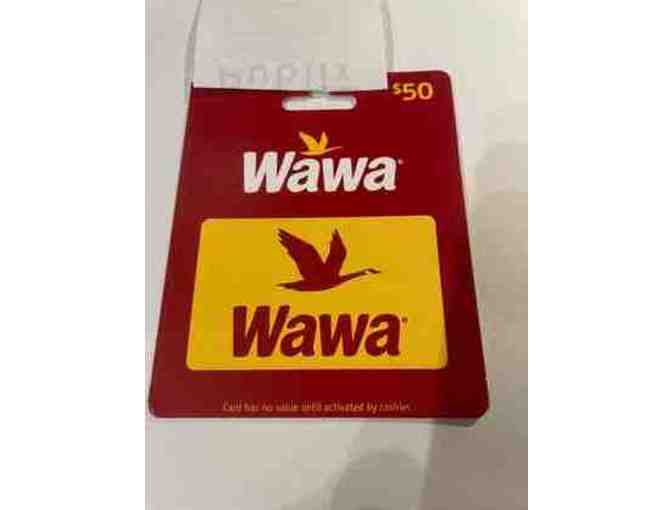 $50
Wawa®
Wawa®
Card has no value until activated by cashier.